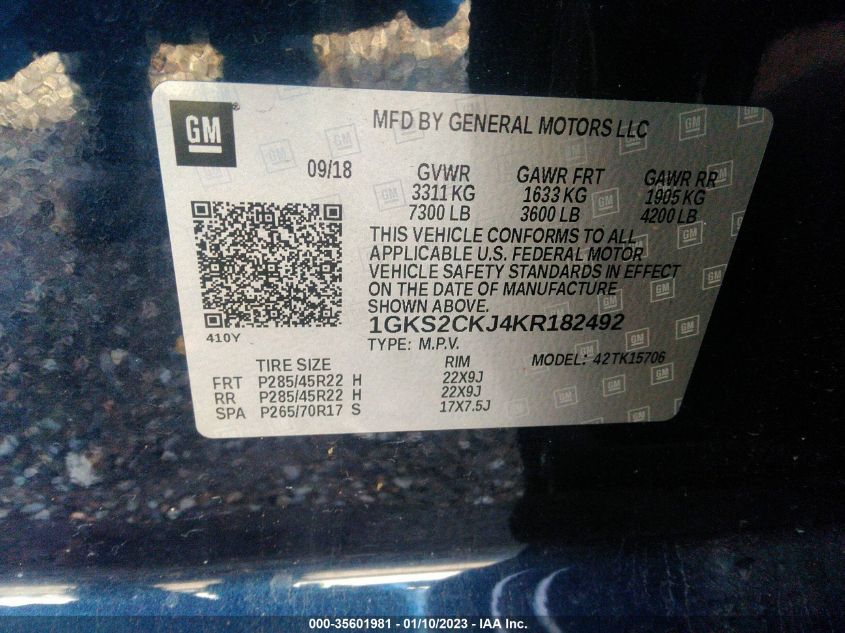 GM
MFD BY GENERAL MOTORS LLC
09/18 GVWR GAWR FRT GAWR RR
3311 KG 1633 KG 1905 KG
7300 LB 3600 LB 4200 LB
THIS VEHICLE CONFORMS TO ALL
APPLICABLE U.S. FEDERAL MOTOR
VEHICLE SAFETY STANDARDS IN EFFECT
ON THE DATE OF MANUFACTURE
SHOWN ABOVE.
1GKS2CKJ4KR182492
410Y
TYPE: M.P.V. MODEL: 42TK15706
TIRE SIZE RIM
FRT P285/45R22 H 22X9J
RR P285/45R22 H 22X9J
SPA P265/70R17 S 17X7.5J
000-35601981 - 01/10/2023 - IAA Inc.